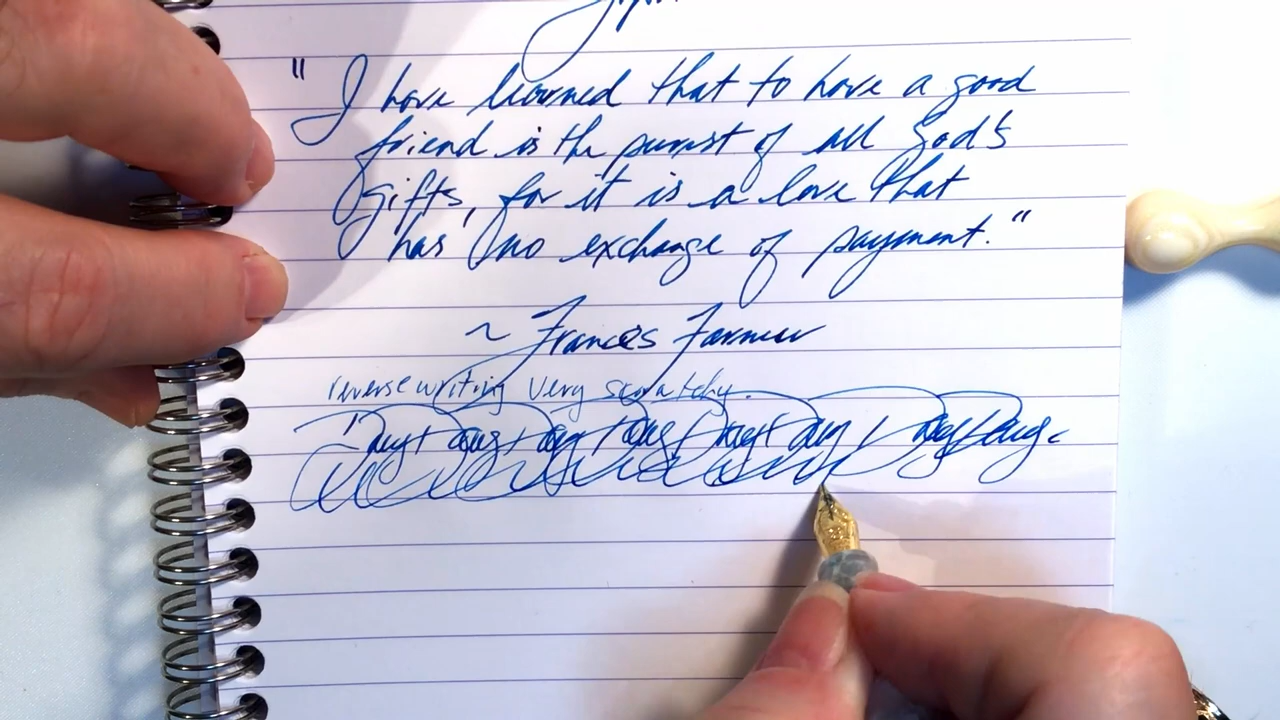 "I have learned that to have a good
friend is the purest of all God's
gifts, for it is a love that
has no exchange of payment."
~ Frances Farmer
reverse writing very scratchy.